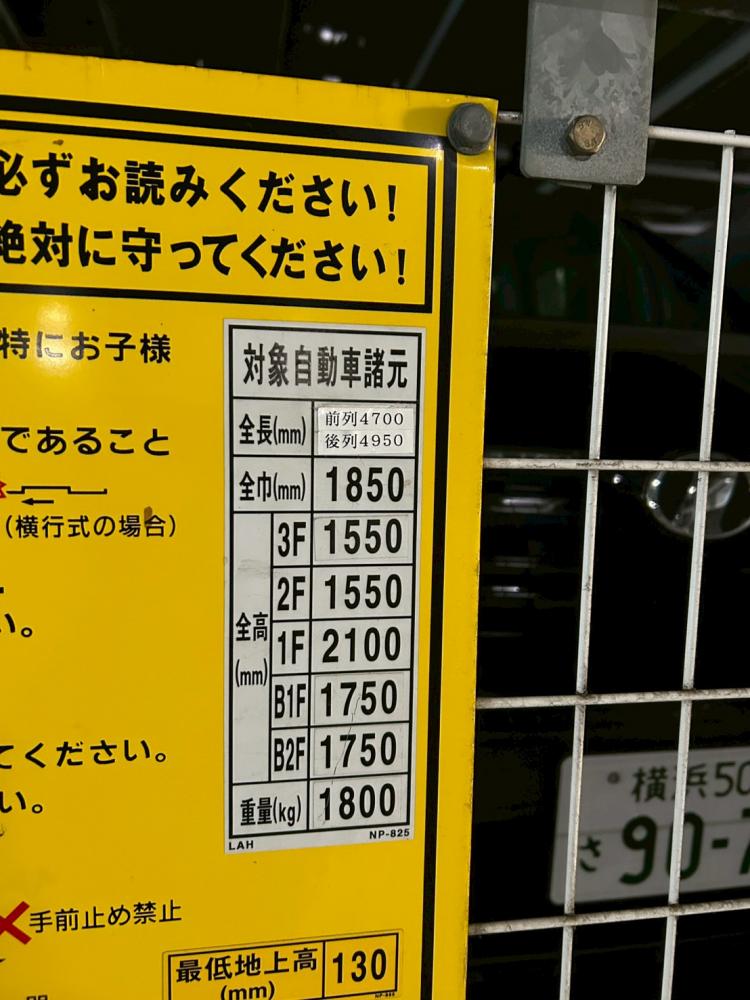 必ずお読みください!
絶対に守ってください!
特にお子様
であること
(横行式の場合)
い。
てください。
い。
手前止め禁止
対象自動車諸元
全長(mm) 前列4700
後列4950
全巾(mm) 1850
全高(mm)
3F 1550
2F 1550
1F 2100
B1F 1750
B2F 1750
重量(kg) 1800
LAH NP-825
最低地上高(mm) 130
横浜50
さ 90-